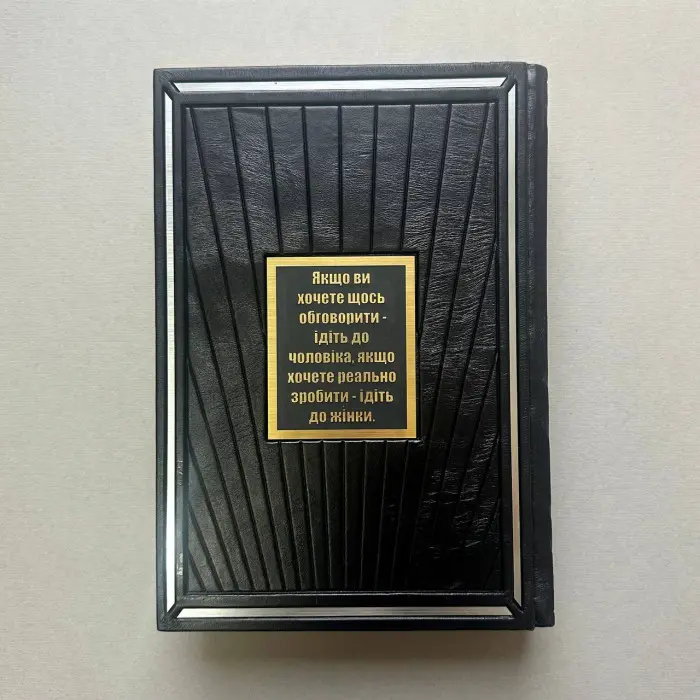 Якщо ви
хочете щось
обговорити -
ідіть до
чоловіка, якщо
хочете реально
зробити - ідіть
до жінки.